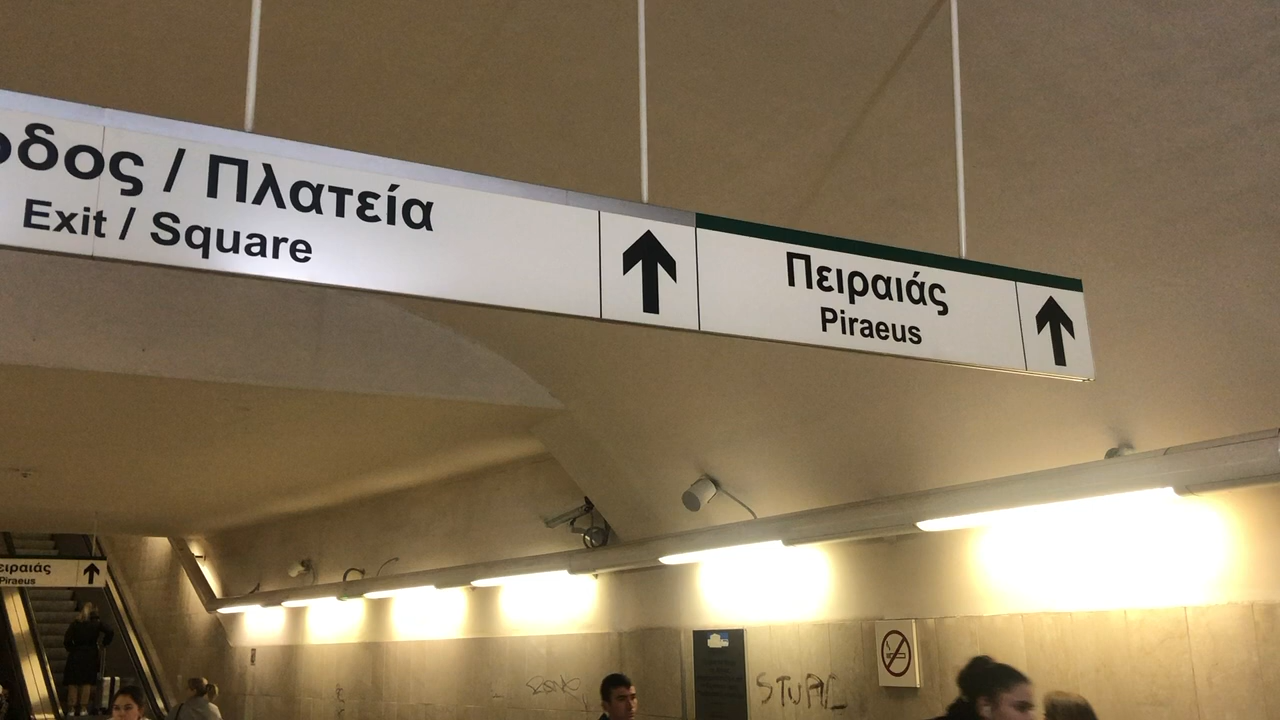 οδος / Πλατεία
Exit / Square
Πειραιάς
Piraeus
ειραιάς
Piraeus